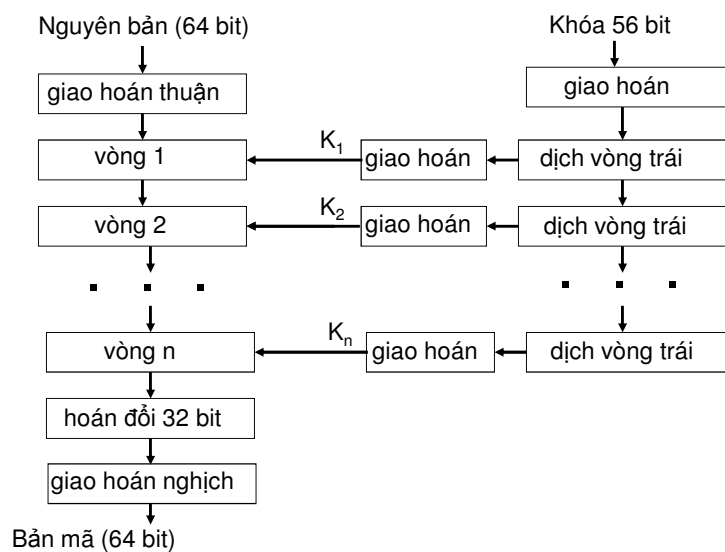 Nguyên bản (64 bit)
Khóa 56 bit
giao hoán thuận
giao hoán
vòng 1
K1
giao hoán
dịch vòng trái
vòng 2
K2
giao hoán
dịch vòng trái
. . .
. . .
vòng n
Kn
giao hoán
dịch vòng trái
hoán đổi 32 bit
giao hoán nghịch
Bản mã (64 bit)